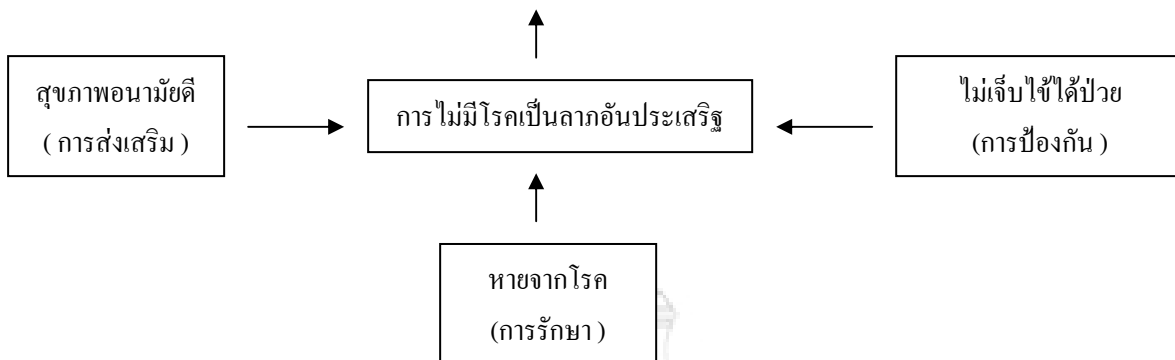 สุขภาพอนามัยดี
( การส่งเสริม )
การไม่มีโรคเป็นลาภอันประเสริฐ
ไม่เจ็บไข้ได้ป่วย
(การป้องกัน )
หายจากโรค
(การรักษา )